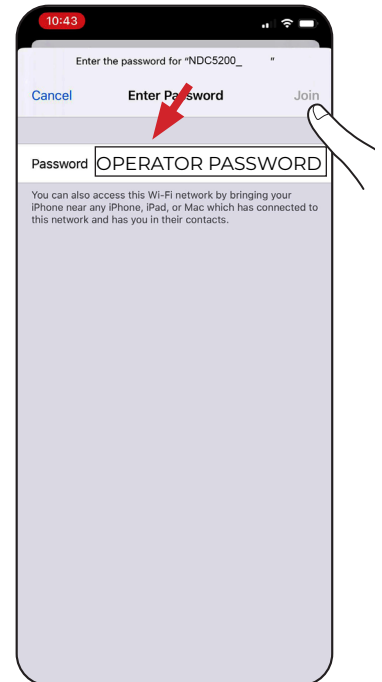 10:43
Enter the password for “NDC5200_ "
Cancel Enter Password Join
Password OPERATOR PASSWORD
You can also access this Wi-Fi network by bringing your
iPhone near any iPhone, iPad, or Mac which has connected to
this network and has you in their contacts.